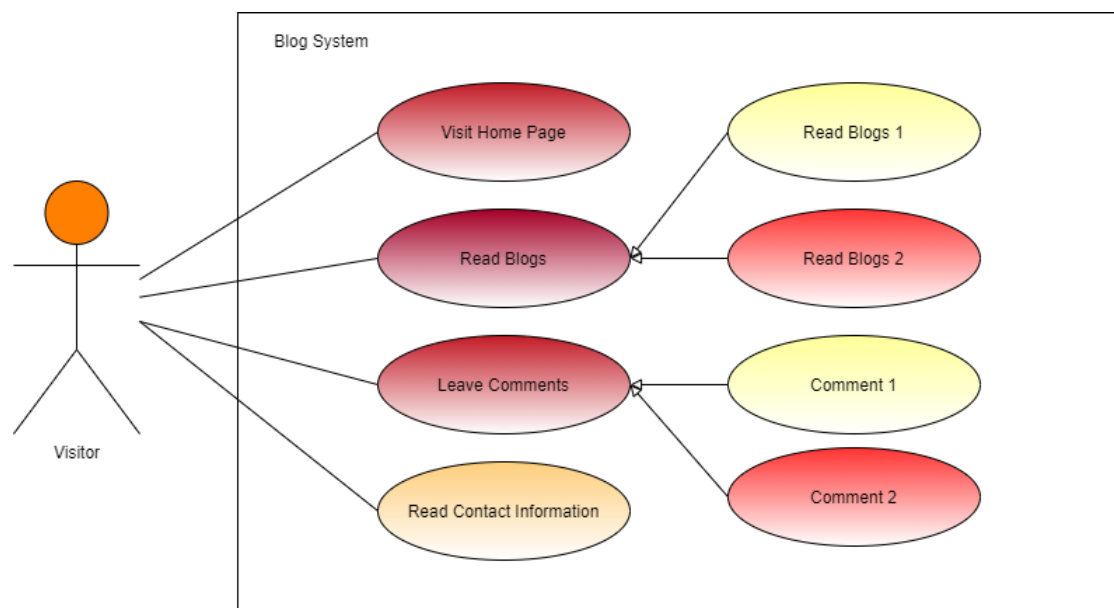 Blog System
Visit Home Page
Read Blogs 1
Read Blogs
Read Blogs 2
Leave Comments
Comment 1
Visitor
Read Contact Information
Comment 2